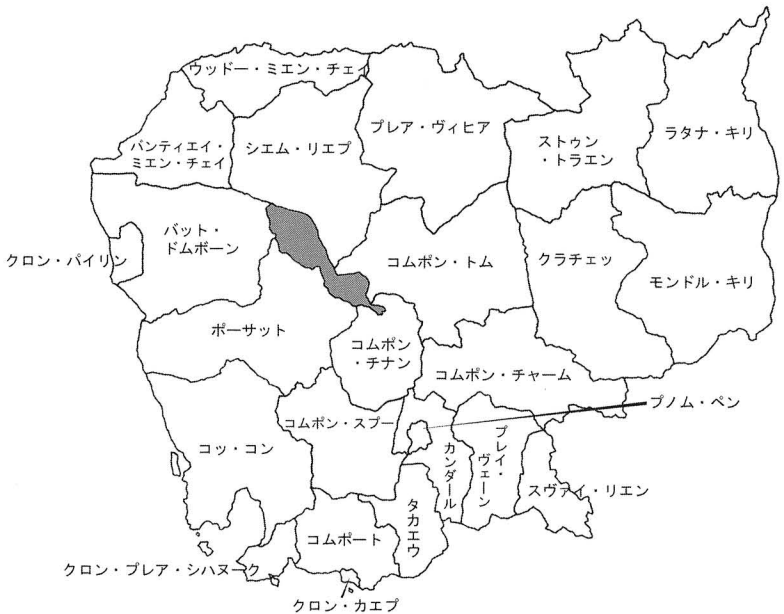 ウッドー・ミエン・チェイ
バンティエイ・
ミエン・チェイ
シエム・リエプ
プレア・ヴィヒア
ストゥン
・トラエン
ラタナ・キリ
バット・
ドムボーン
クロン・パイリン
コムポン・トム
クラチェッ
モンドル・キリ
ポーサット
コムポン
・チナン
コムポン・チャーム
プノム・ペン
コムポン・スプー
コッ・コン
カンダール
プレイ・
ヴェーン
スヴァイ・リエン
タカエウ
コムポート
クロン・プレア・シハヌーク
クロン・カエプ